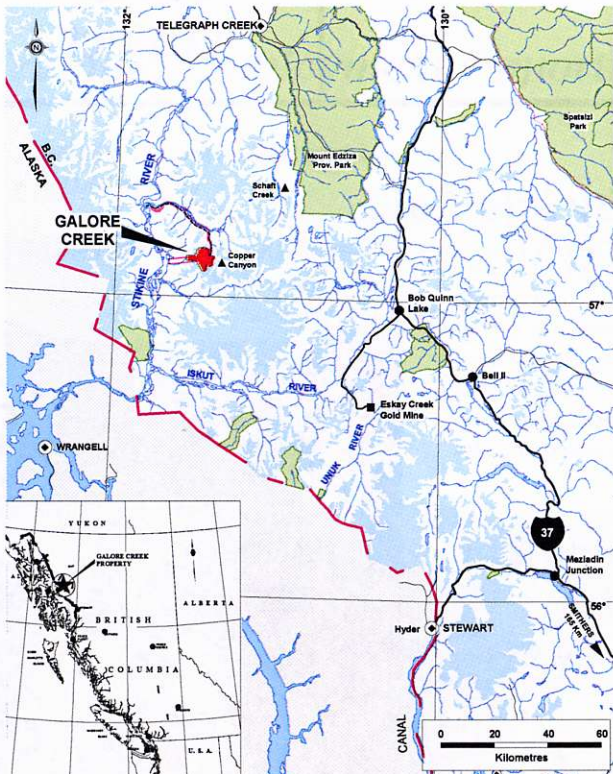 132°
TELEGRAPH CREEK
130°
N
Spatsizi
Park
B.C.
ALASKA
Mount Edziza
Prov. Park
RIVER
Schaft
Creek
GALORE
CREEK
Copper
Canyon
STIKINE
57°
Bob Quinn
Lake
Bell II
ISKUT
RIVER
Eskay Creek
Gold Mine
WRANGELL
UNUK
RIVER
37
Meziadin
Junction
56°
SMITHERS
165 Km
Hyder
STEWART
CANAL
YUKON
GALORE CREEK
PROPERTY
ALBERTA
BRITISH
COLUMBIA
U.S.A.
0 20 40 60
Kilometres